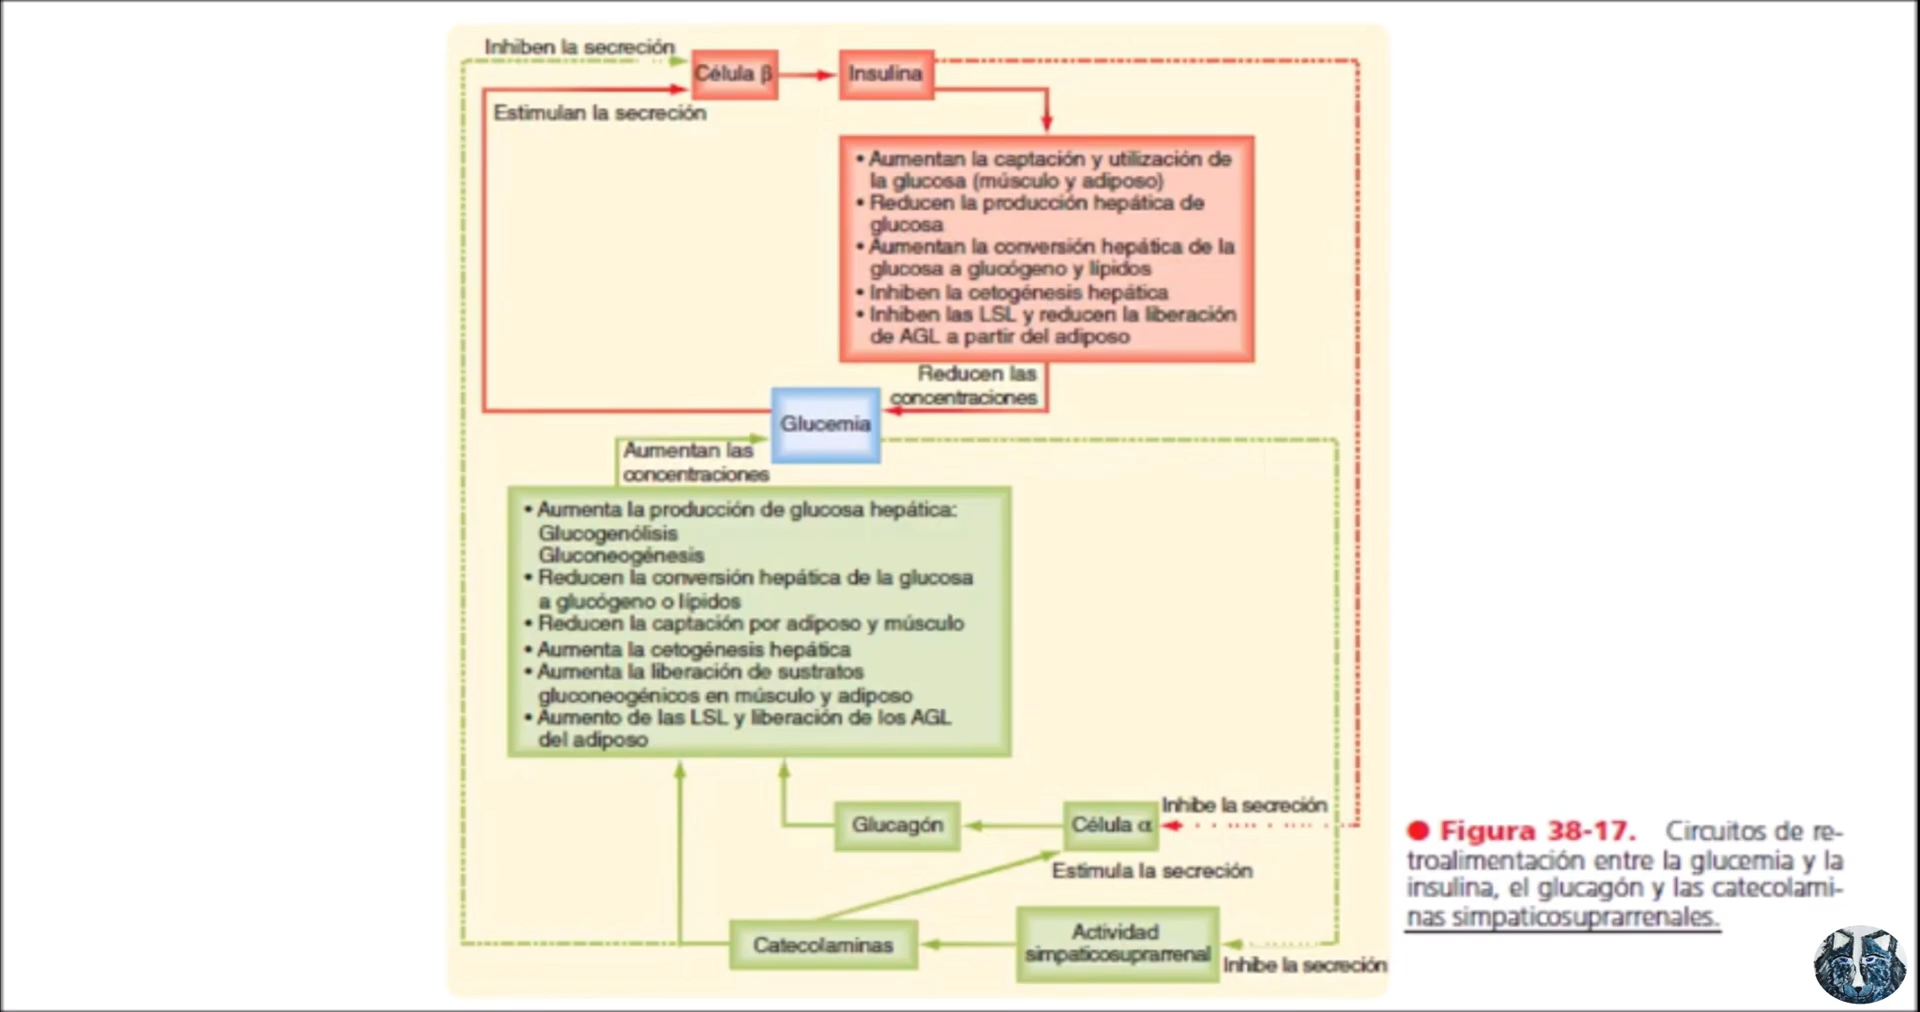 Inhiben la secreción
Célula β
Insulina
Estimulan la secreción
• Aumentan la captación y utilización de
la glucosa (músculo y adiposo)
• Reducen la producción hepática de
glucosa
• Aumentan la conversión hepática de la
glucosa a glucógeno y lípidos
• Inhiben la cetogénesis hepática
• Inhiben las LSL y reducen la liberación
de AGL a partir del adiposo
Reducen las
concentraciones
Glucemia
Aumentan las
concentraciones
• Aumenta la producción de glucosa hepática:
Glucogenólisis
Gluconeogénesis
• Reducen la conversión hepática de la glucosa
a glucógeno o lípidos
• Reducen la captación por adiposo y músculo
• Aumenta la cetogénesis hepática
• Aumenta la liberación de sustratos
gluconeogénicos en músculo y adiposo
• Aumento de las LSL y liberación de los AGL
del adiposo
Glucagón
Célula α
Inhibe la secreción
Estimula la secreción
Catecolaminas
Actividad
simpaticosuprarrenal
Inhibe la secreción
Figura 38-17. Circuitos de re-
troalimentación entre la glucemia y la
insulina, el glucagón y las catecolami-
nas simpaticosuprarrenales.